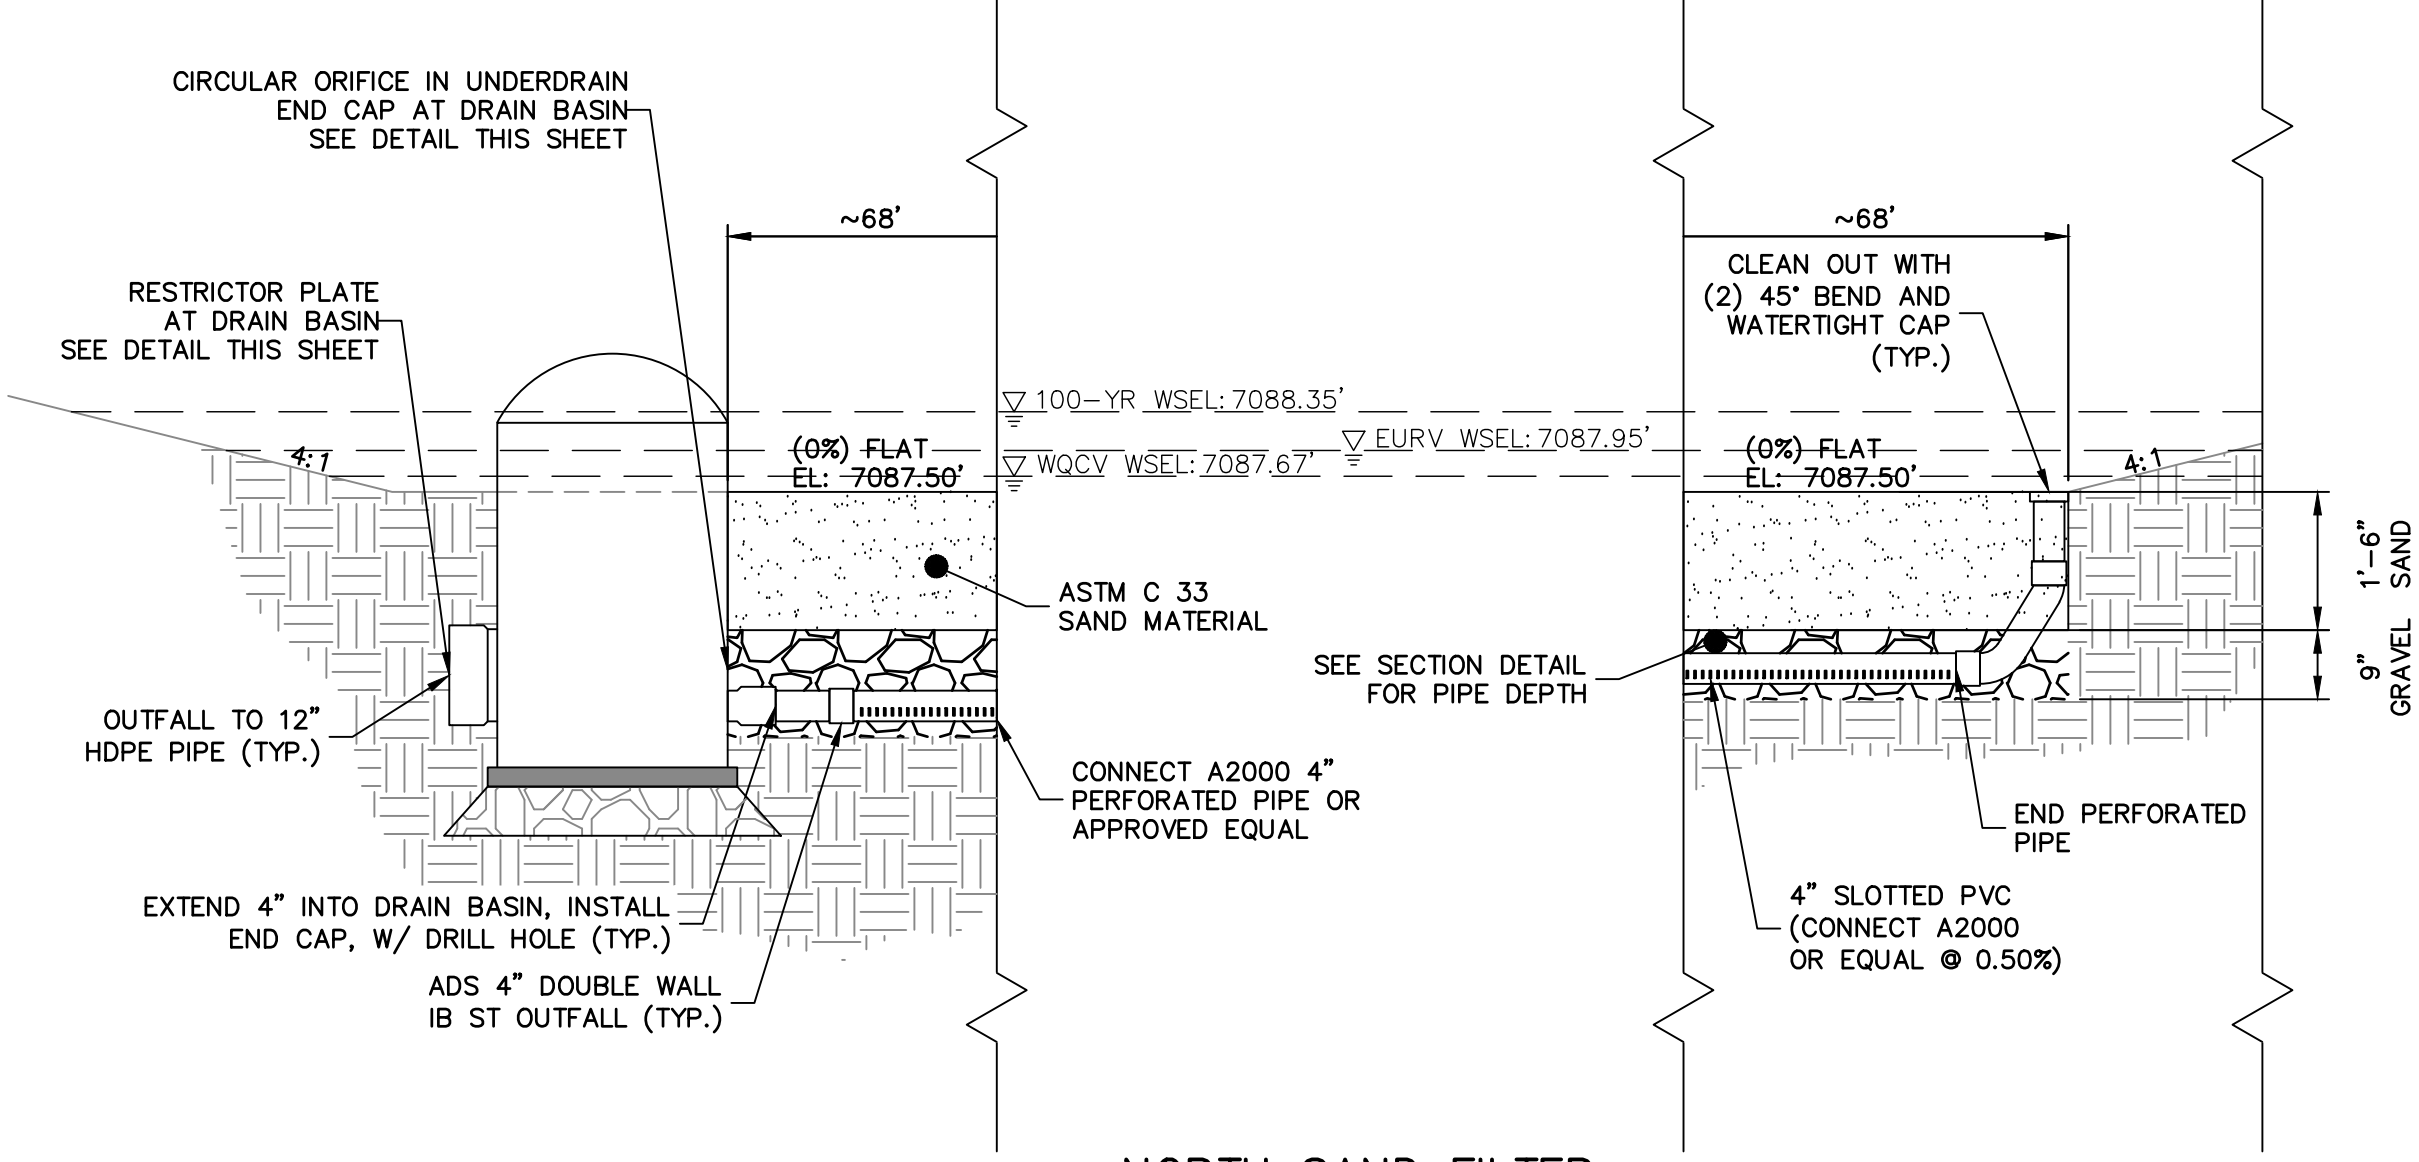 CIRCULAR ORIFICE IN UNDERDRAIN
END CAP AT DRAIN BASIN
SEE DETAIL THIS SHEET
RESTRICTOR PLATE
AT DRAIN BASIN
SEE DETAIL THIS SHEET
~68'
~68'
CLEAN OUT WITH
(2) 45° BEND AND
WATERTIGHT CAP
(TYP.)
100-YR WSEL: 7088.35'
EURV WSEL: 7087.95'
WQCV WSEL: 7087.67'
4:1
(0%) FLAT
EL: 7087.50'
(0%) FLAT
EL: 7087.50'
4:1
ASTM C 33
SAND MATERIAL
1'-6"
SAND
9"
GRAVEL
SEE SECTION DETAIL
FOR PIPE DEPTH
OUTFALL TO 12"
HDPE PIPE (TYP.)
CONNECT A2000 4"
PERFORATED PIPE OR
APPROVED EQUAL
END PERFORATED
PIPE
EXTEND 4" INTO DRAIN BASIN, INSTALL
END CAP, W/ DRILL HOLE (TYP.)
4" SLOTTED PVC
(CONNECT A2000
OR EQUAL @ 0.50%)
ADS 4" DOUBLE WALL
IB ST OUTFALL (TYP.)
NORTH SAND FILTER